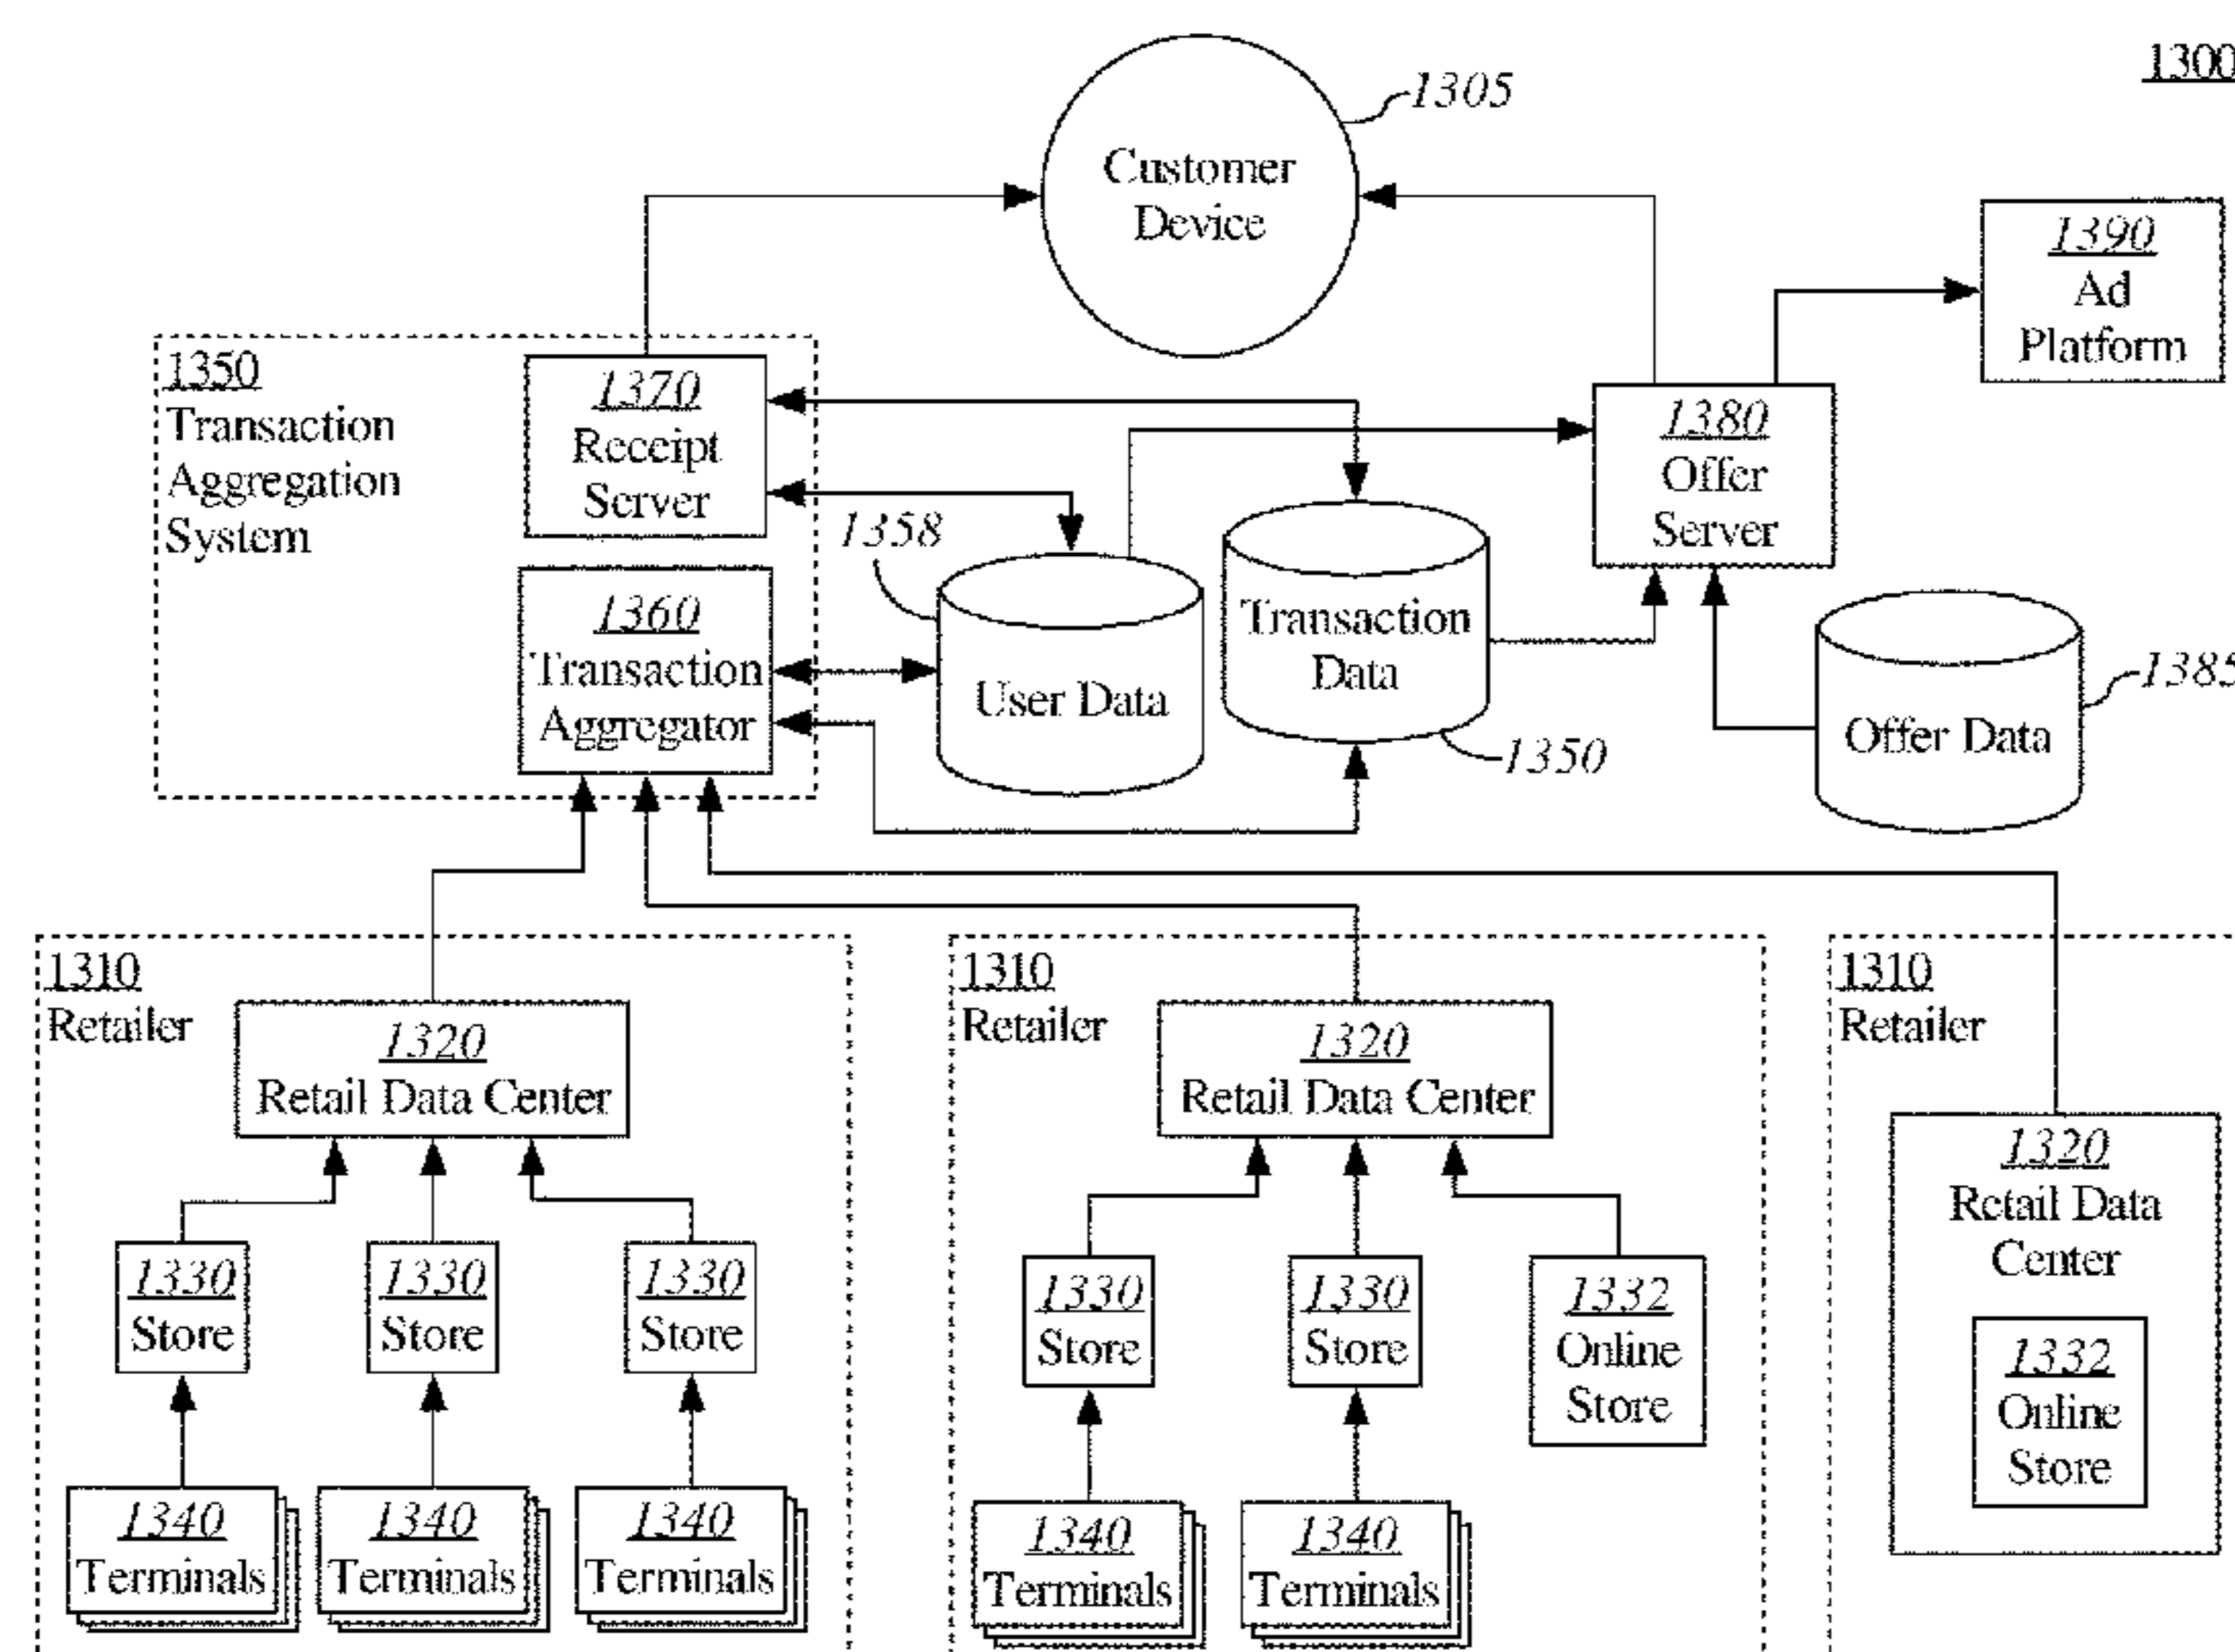 1300
1305
Customer
Device
1390
Ad
Platform
1350
Transaction
Aggregation
System
1370
Receipt
Server
1380
Offer
Server
1358
1360
Transaction
Aggregator
User Data
Transaction
Data
1350
Offer Data
1385
1310
Retailer
1320
Retail Data Center
1330
Store
1330
Store
1330
Store
1340
Terminals
1340
Terminals
1340
Terminals
1310
Retailer
1320
Retail Data Center
1330
Store
1330
Store
1332
Online
Store
1340
Terminals
1340
Terminals
1310
Retailer
1320
Retail Data
Center
1332
Online
Store